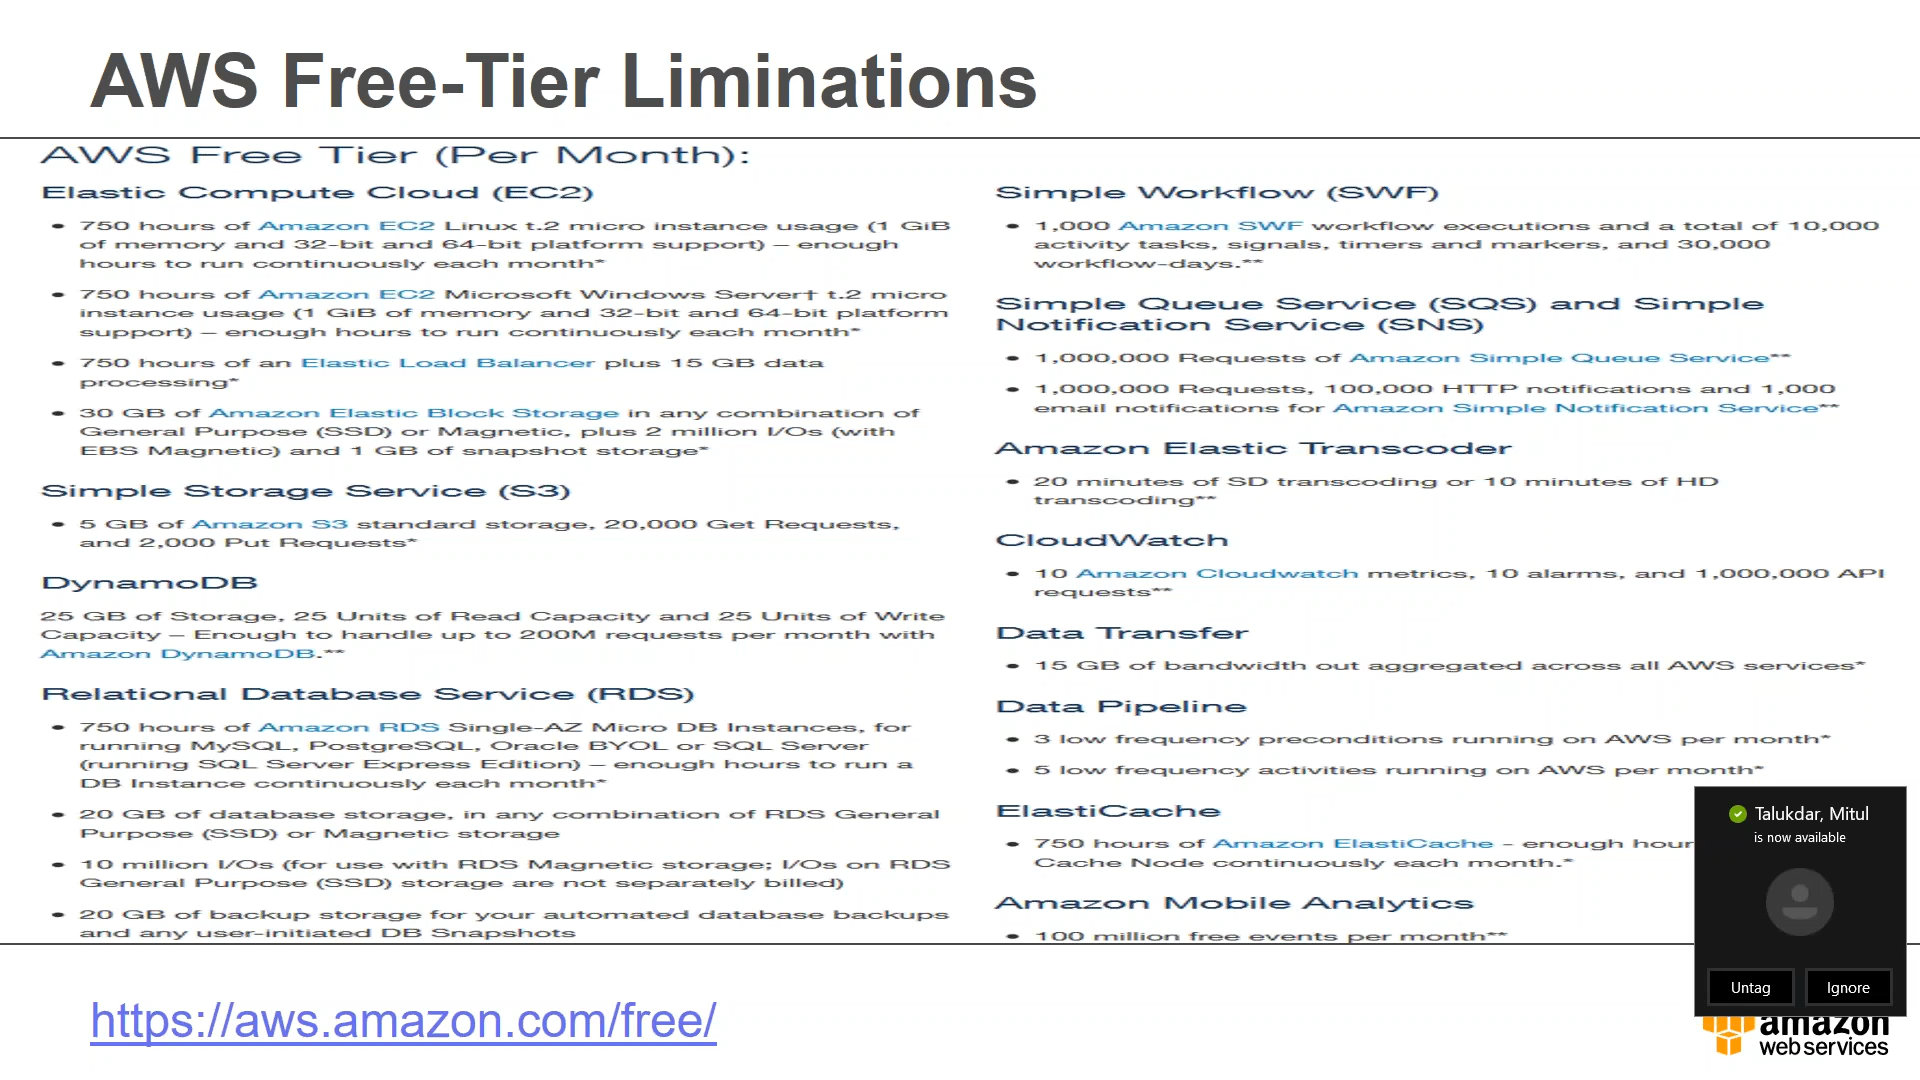 AWS Free-Tier Liminations
AWS Free Tier (Per Month):
Elastic Compute Cloud (EC2)
• 750 hours of Amazon EC2 Linux t.2 micro instance usage (1 GiB
of memory and 32-bit and 64-bit platform support) – enough
hours to run continuously each month*
• 750 hours of Amazon EC2 Microsoft Windows Server† t.2 micro
instance usage (1 GiB of memory and 32-bit and 64-bit platform
support) – enough hours to run continuously each month*
• 750 hours of an Elastic Load Balancer plus 15 GB data
processing*
• 30 GB of Amazon Elastic Block Storage in any combination of
General Purpose (SSD) or Magnetic, plus 2 million I/Os (with
EBS Magnetic) and 1 GB of snapshot storage*
Simple Storage Service (S3)
• 5 GB of Amazon S3 standard storage, 20,000 Get Requests,
and 2,000 Put Requests*
DynamoDB
25 GB of Storage, 25 Units of Read Capacity and 25 Units of Write
Capacity – Enough to handle up to 200M requests per month with
Amazon DynamoDB.**
Relational Database Service (RDS)
• 750 hours of Amazon RDS Single-AZ Micro DB Instances, for
running MySQL, PostgreSQL, Oracle BYOL or SQL Server
(running SQL Server Express Edition) – enough hours to run a
DB Instance continuously each month*
• 20 GB of database storage, in any combination of RDS General
Purpose (SSD) or Magnetic storage
• 10 million I/Os (for use with RDS Magnetic storage; I/Os on RDS
General Purpose (SSD) storage are not separately billed)
• 20 GB of backup storage for your automated database backups
and any user-initiated DB Snapshots
Simple Workflow (SWF)
• 1,000 Amazon SWF workflow executions and a total of 10,000
activity tasks, signals, timers and markers, and 30,000
workflow-days.**
Simple Queue Service (SQS) and Simple
Notification Service (SNS)
• 1,000,000 Requests of Amazon Simple Queue Service**
• 1,000,000 Requests, 100,000 HTTP notifications and 1,000
email notifications for Amazon Simple Notification Service**
Amazon Elastic Transcoder
• 20 minutes of SD transcoding or 10 minutes of HD
transcoding**
CloudWatch
• 10 Amazon Cloudwatch metrics, 10 alarms, and 1,000,000 API
requests**
Data Transfer
• 15 GB of bandwidth out aggregated across all AWS services*
Data Pipeline
• 3 low frequency preconditions running on AWS per month*
• 5 low frequency activities running on AWS per month*
ElastiCache
• 750 hours of Amazon ElastiCache - enough hour
Cache Node continuously each month.*
Amazon Mobile Analytics
• 100 million free events per month**
Talukdar, Mitul
is now available
Untag Ignore
https://aws.amazon.com/free/
amazon
web services